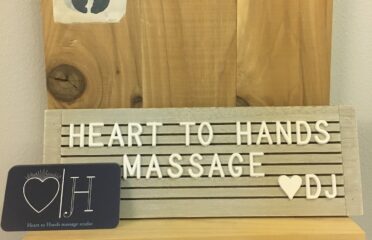 HEART TO HANDS
MASSAGE
♥DJ
H
Heart to Hands massage studio